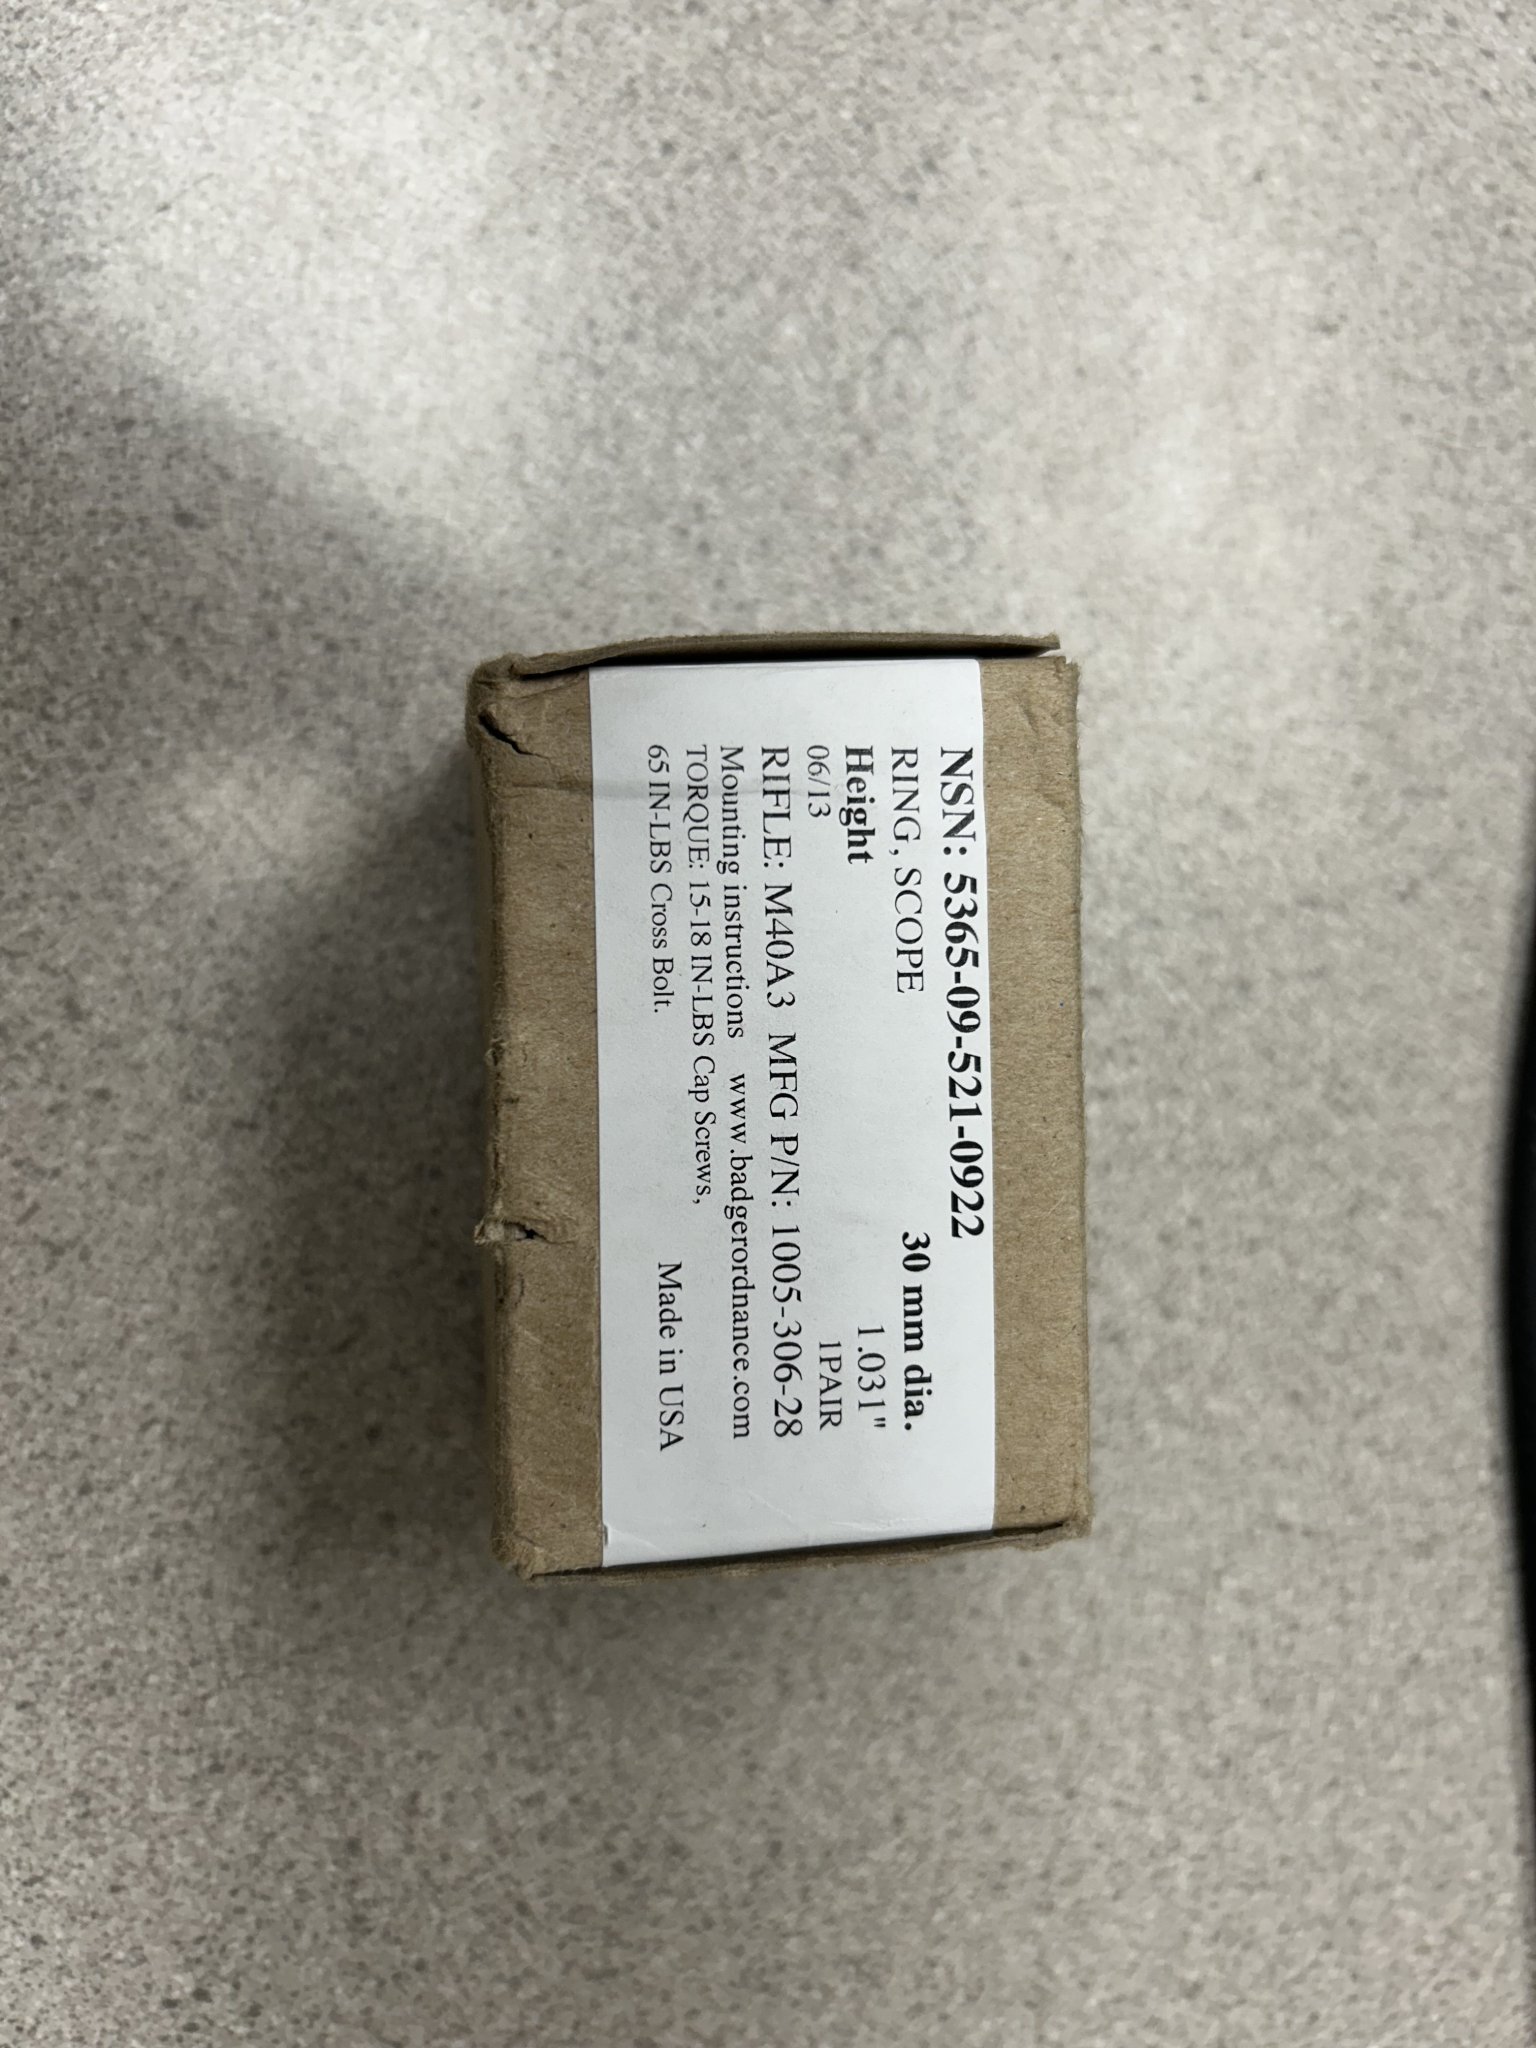 NSN: 5365-09-521-0922
RING, SCOPE 30 mm dia.
Height 1.031"
06/13 1PAIR
RIFLE: M40A3 MFG P/N: 1005-306-28
Mounting instructions www.badgerordnance.com
TORQUE: 15-18 IN-LBS Cap Screws,
65 IN-LBS Cross Bolt. Made in USA